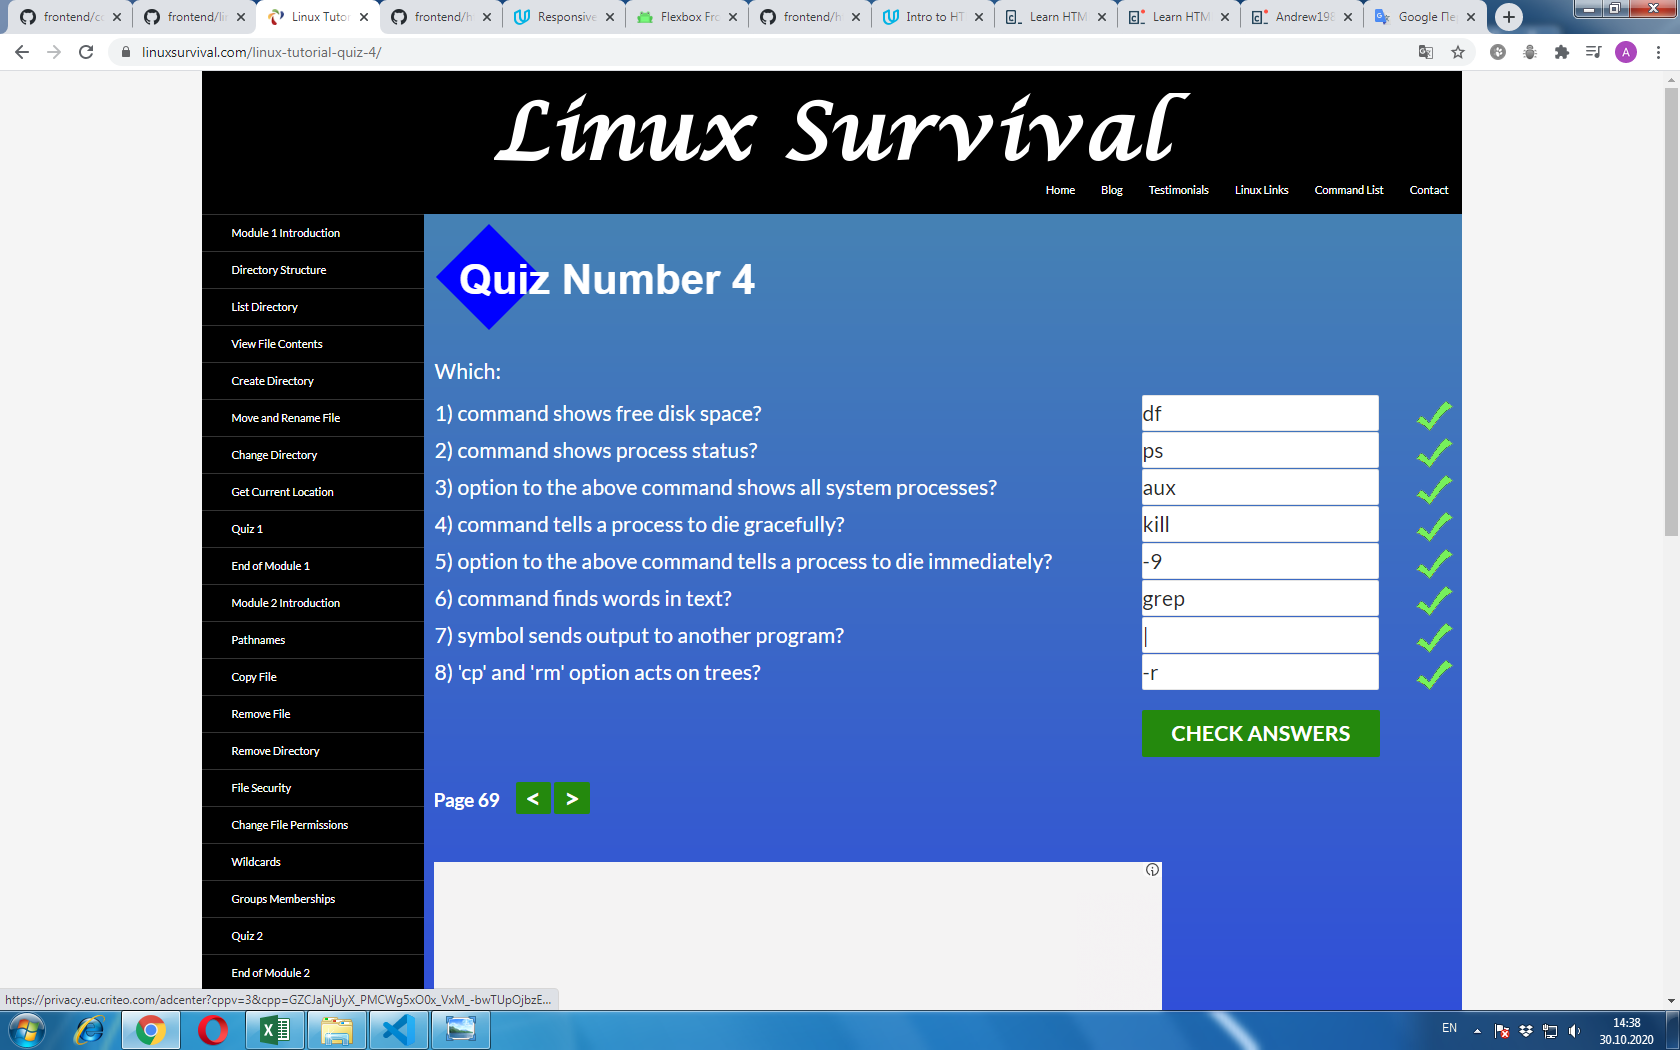 frontend/co
frontend/lin
Linux Tutor
frontend/h
Responsive
Flexbox Fro
frontend/h
Intro to HT
Learn HTM
Learn HTM
Andrew198
Google Пер
linuxsurvival.com/linux-tutorial-quiz-4/
A
Linux Survival
Home Blog Testimonials Linux Links Command List Contact
Module 1 Introduction
Directory Structure
List Directory
View File Contents
Create Directory
Move and Rename File
Change Directory
Get Current Location
Quiz 1
End of Module 1
Module 2 Introduction
Pathnames
Copy File
Remove File
Remove Directory
File Security
Change File Permissions
Wildcards
Groups Memberships
Quiz 2
End of Module 2
Quiz Number 4
Which:
1) command shows free disk space? df
2) command shows process status? ps
3) option to the above command shows all system processes? aux
4) command tells a process to die gracefully? kill
5) option to the above command tells a process to die immediately? -9
6) command finds words in text? grep
7) symbol sends output to another program? |
8) 'cp' and 'rm' option acts on trees? -r
CHECK ANSWERS
Page 69 < >
https://privacy.eu.criteo.com/adcenter?cppv=3&cpp=GZCJaNjUyX_PMCWg5xO0x_VxM_-bwTUpOjbzE...
EN
14:38
30.10.2020